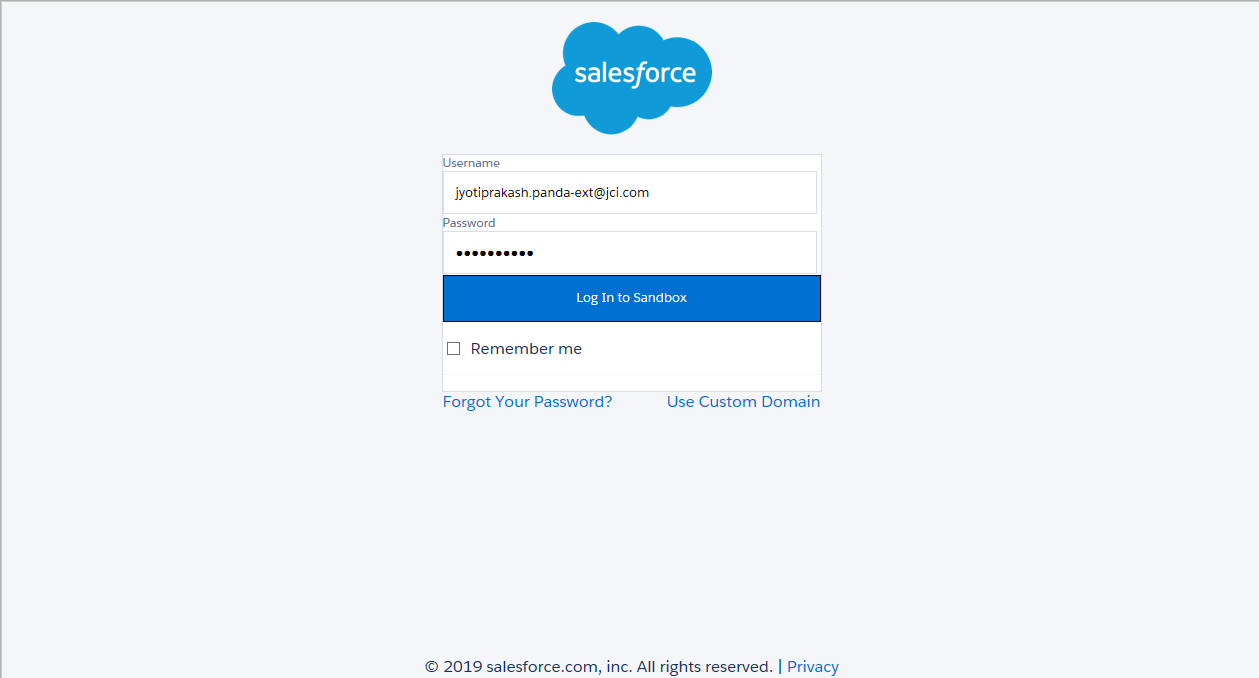 salesforce
Username
jyotiprakash.panda-ext@jci.com
Password
••••••••••
Log In to Sandbox
Remember me
Forgot Your Password? Use Custom Domain
© 2019 salesforce.com, inc. All rights reserved. | Privacy